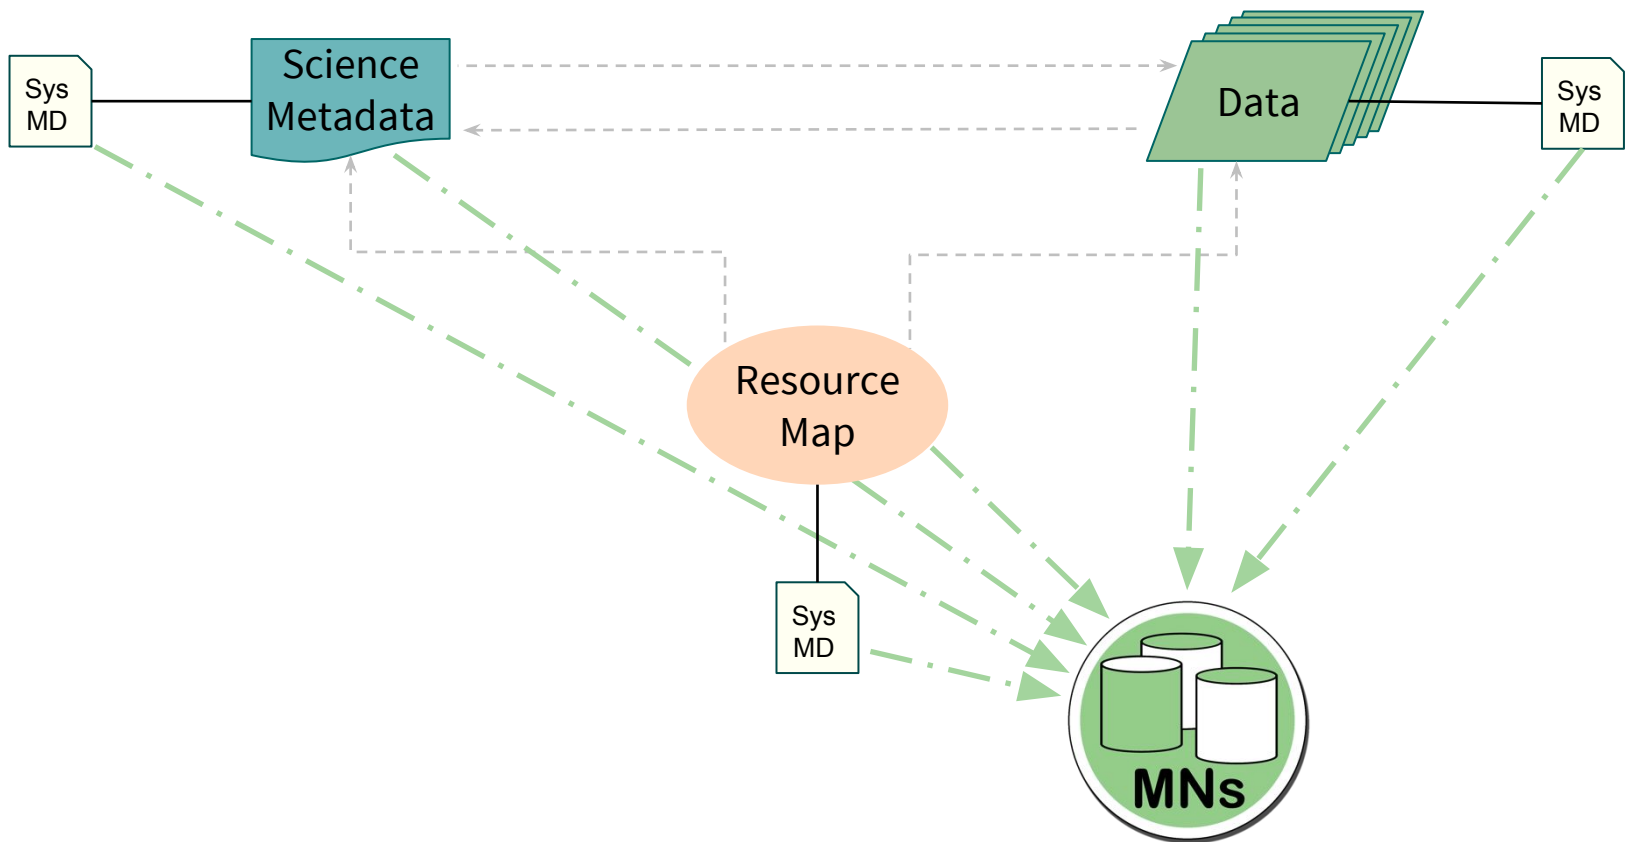 Sys
MD
Science
Metadata
Data
Sys
MD
Resource
Map
Sys
MD
MNs